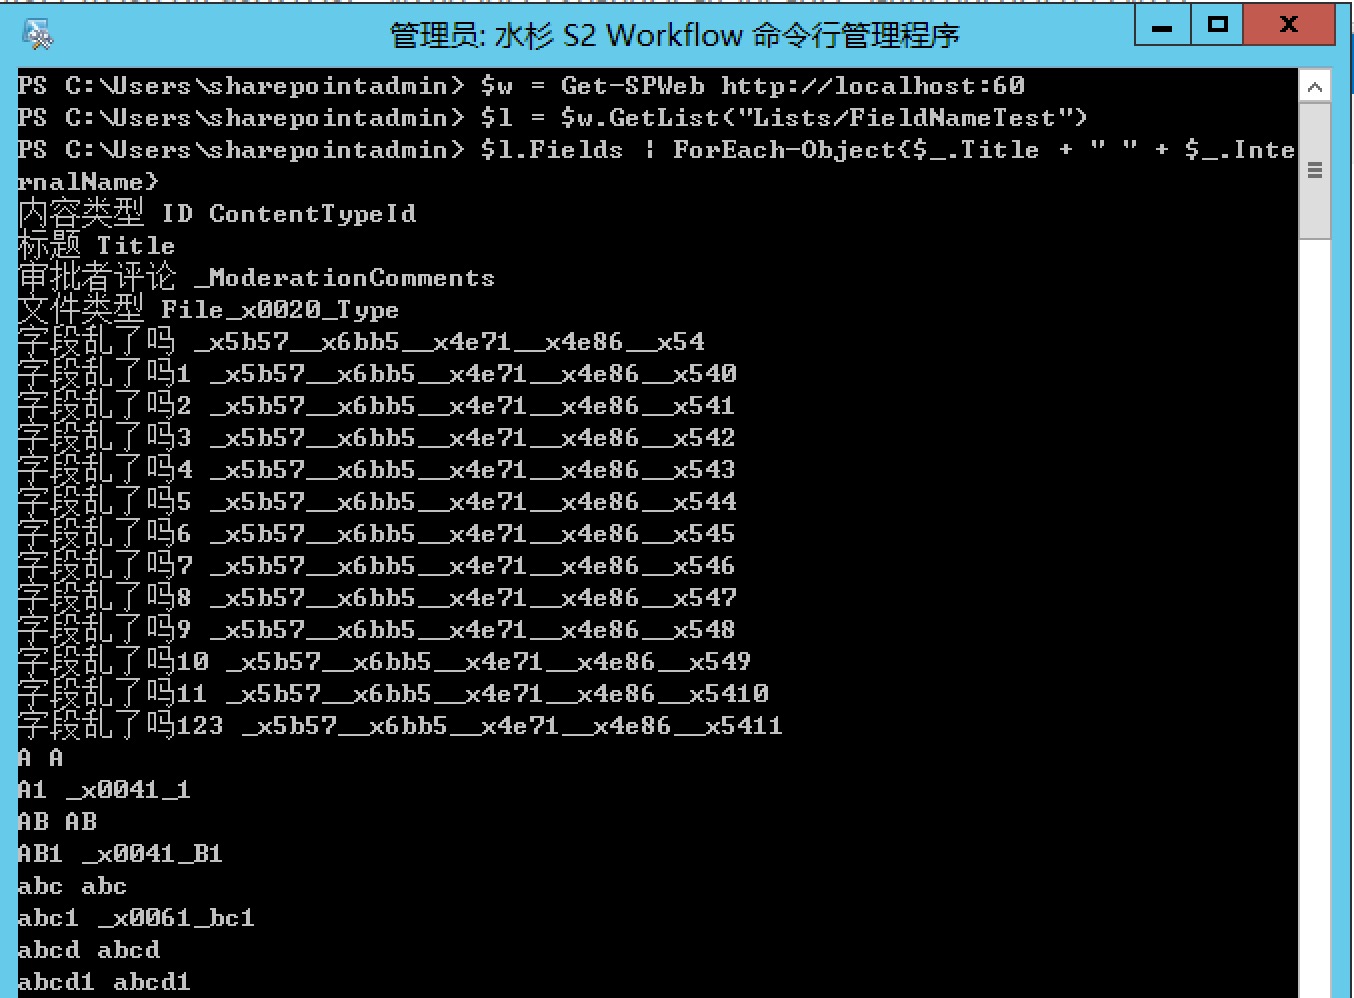 管理员: 水杉 S2 Workflow 命令行管理程序
PS C:\Users\sharepointadmin> $w = Get-SPWeb http://localhost:60
PS C:\Users\sharepointadmin> $l = $w.GetList("Lists/FieldNameTest")
PS C:\Users\sharepointadmin> $l.Fields | ForEach-Object{$_.Title + " " + $_.Inte
rnalName}
内容类型 ID ContentTypeId
标题 Title
审批者评论 _ModerationComments
文件类型 File_x0020_Type
字段乱了吗 _x5b57__x6bb5__x4e71__x4e86__x54
字段乱了吗1 _x5b57__x6bb5__x4e71__x4e86__x540
字段乱了吗2 _x5b57__x6bb5__x4e71__x4e86__x541
字段乱了吗3 _x5b57__x6bb5__x4e71__x4e86__x542
字段乱了吗4 _x5b57__x6bb5__x4e71__x4e86__x543
字段乱了吗5 _x5b57__x6bb5__x4e71__x4e86__x544
字段乱了吗6 _x5b57__x6bb5__x4e71__x4e86__x545
字段乱了吗7 _x5b57__x6bb5__x4e71__x4e86__x546
字段乱了吗8 _x5b57__x6bb5__x4e71__x4e86__x547
字段乱了吗9 _x5b57__x6bb5__x4e71__x4e86__x548
字段乱了吗10 _x5b57__x6bb5__x4e71__x4e86__x549
字段乱了吗11 _x5b57__x6bb5__x4e71__x4e86__x5410
字段乱了吗123 _x5b57__x6bb5__x4e71__x4e86__x5411
A A
A1 _x0041_1
AB AB
AB1 _x0041_B1
abc abc
abc1 _x0061_bc1
abcd abcd
abcd1 abcd1